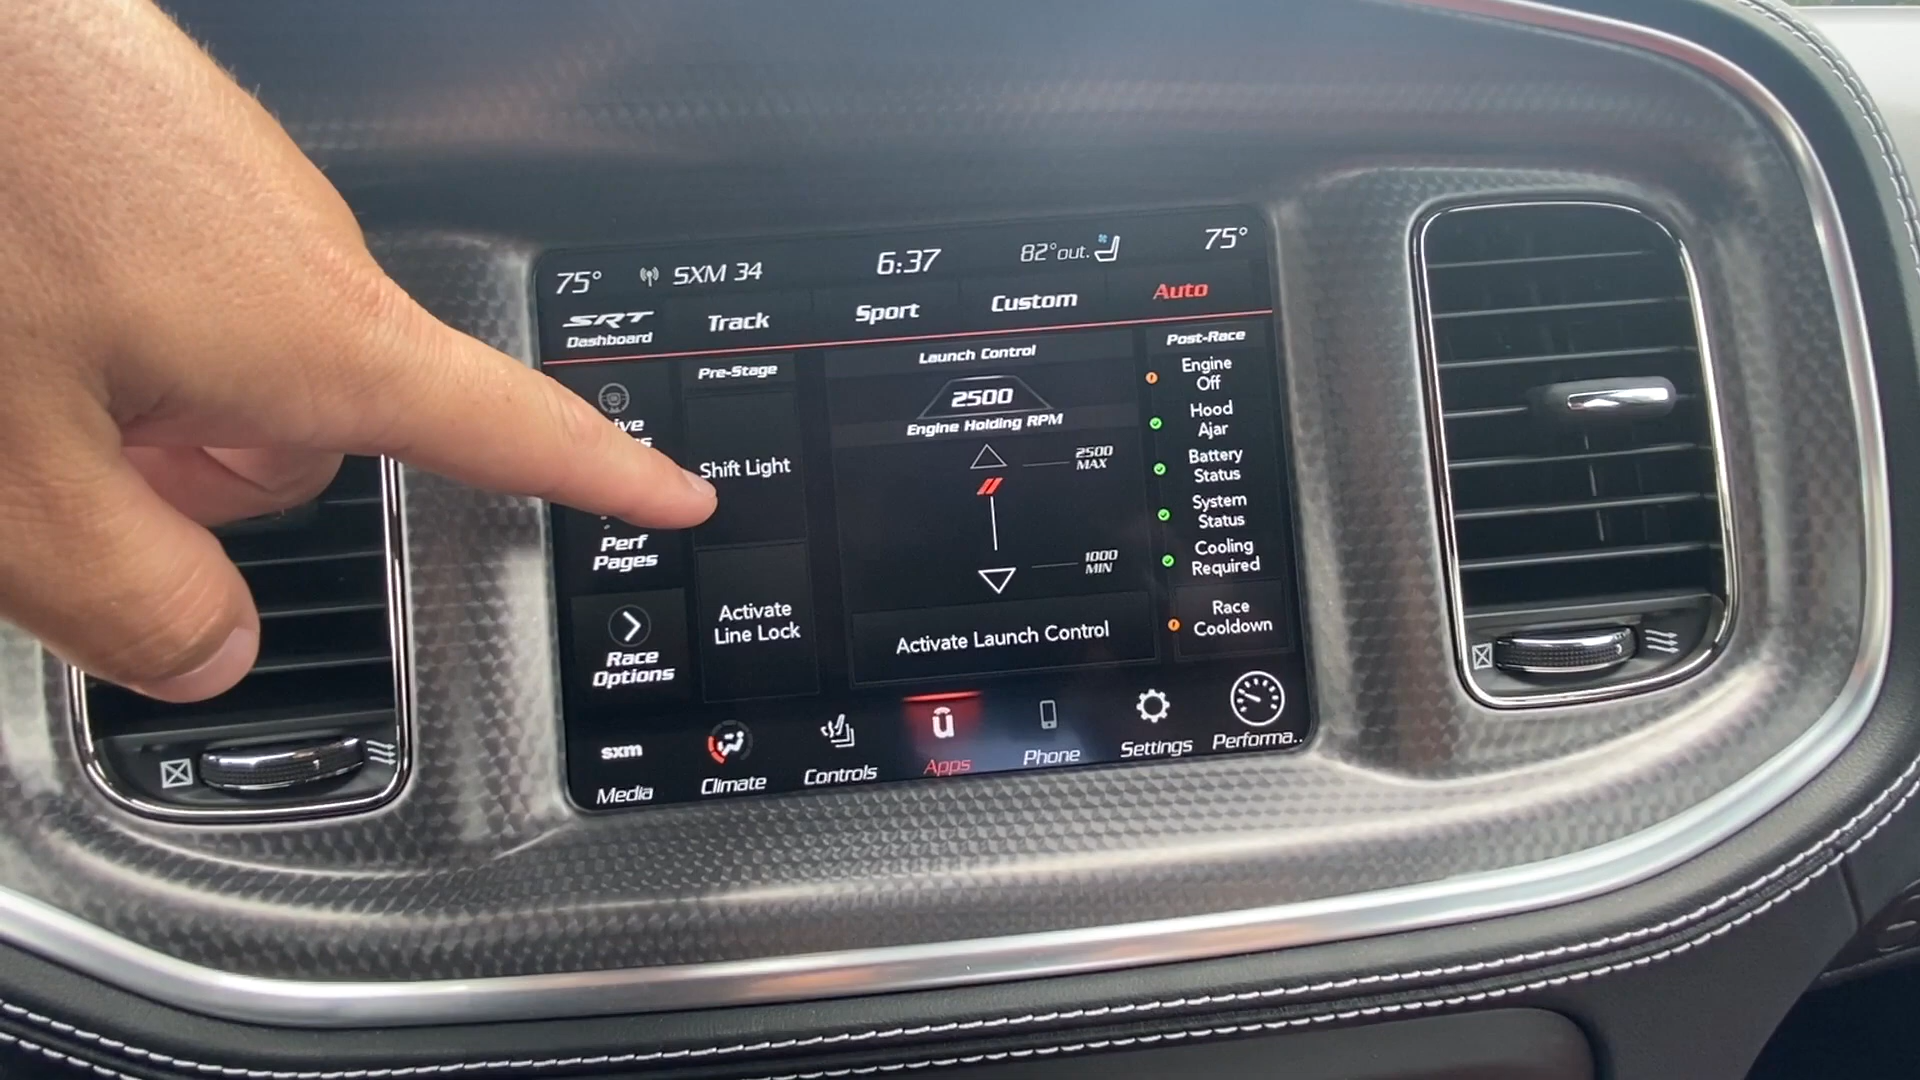 75° SXM 34 6:37 82°out. 75°
SRT
Dashboard
Track Sport Custom Auto
Pre-Stage
Shift Light
Activate
Line Lock
Launch Control
2500
Engine Holding RPM
2500
MAX
1000
MIN
Activate Launch Control
Post-Race
Engine
Off
Hood
Ajar
Battery
Status
System
Status
Cooling
Required
Race
Cooldown
Perf
Pages
Race
Options
sxm
Media
Climate
Controls
Apps
Phone
Settings
Performa..